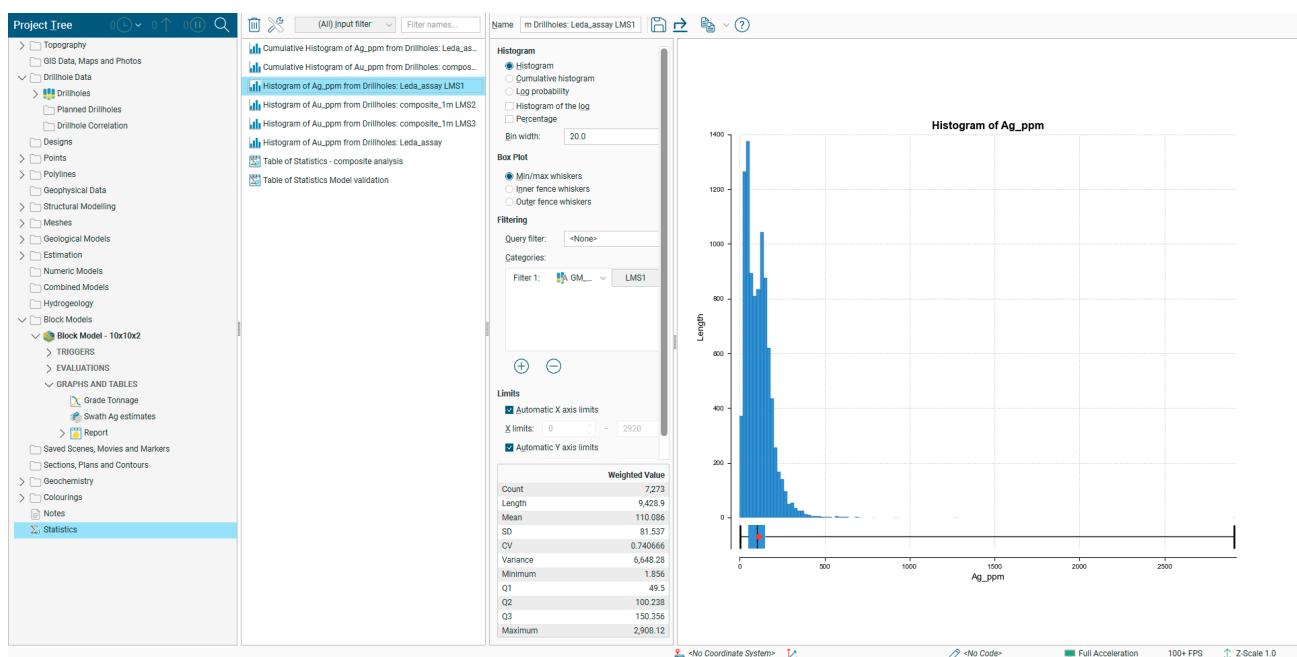 Project Tree
0
0
0
(All) Input filter
Filter names...
Name
m Drillholes: Leda_assay LMS1
Topography
GIS Data, Maps and Photos
Drillhole Data
Drillholes
Planned Drillholes
Drillhole Correlation
Designs
Points
Polylines
Geophysical Data
Structural Modelling
Meshes
Geological Models
Estimation
Numeric Models
Combined Models
Hydrogeology
Block Models
Block Model - 10x10x2
TRIGGERS
EVALUATIONS
GRAPHS AND TABLES
Grade Tonnage
Swath Ag estimates
Report
Saved Scenes, Movies and Markers
Sections, Plans and Contours
Geochemistry
Colourings
Notes
Statistics
Cumulative Histogram of Ag_ppm from Drillholes: Leda_as...
Cumulative Histogram of Au_ppm from Drillholes: compos...
Histogram of Ag_ppm from Drillholes: Leda_assay LMS1
Histogram of Au_ppm from Drillholes: composite_1m LMS2
Histogram of Au_ppm from Drillholes: composite_1m LMS3
Histogram of Au_ppm from Drillholes: Leda_assay
Table of Statistics - composite analysis
Table of Statistics Model validation
Histogram
Histogram
Cumulative histogram
Log probability
Histogram of the log
Percentage
Bin width: 20.0
Box Plot
Min/max whiskers
Inner fence whiskers
Outer fence whiskers
Filtering
Query filter: <None>
Categories:
Filter 1: GM_... LMS1
Limits
Automatic X axis limits
X limits: 0 - 2920
Automatic Y axis limits
Weighted Value
Count 7,273
Length 9,428.9
Mean 110.086
SD 81.537
CV 0.740666
Variance 6,648.28
Minimum 1.856
Q1 49.5
Q2 100.238
Q3 150.356
Maximum 2,908.12
Histogram of Ag_ppm
1400
1200
1000
800
600
400
200
0
Length
0 500 1000 1500 2000 2500
Ag_ppm
<No Coordinate System>
<No Code>
Full Acceleration
100+ FPS
Z-Scale 1.0